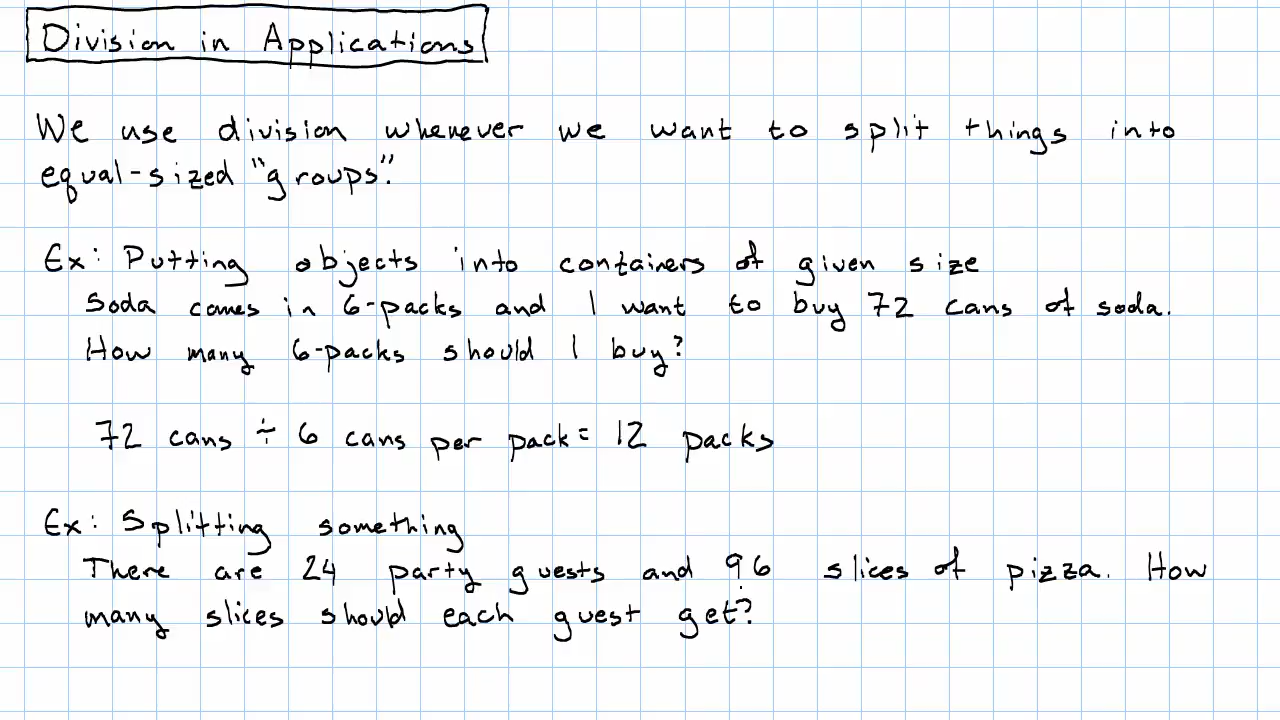 Division in Applications
We use division whenever we want to split things into
equal-sized "groups".
Ex: Putting objects into containers of given size
Soda comes in 6-packs and I want to buy 72 cans of soda.
How many 6-packs should I buy?
72 cans ÷ 6 cans per pack = 12 packs
Ex: Splitting something
There are 24 party guests and 96 slices of pizza. How
many slices should each guest get?